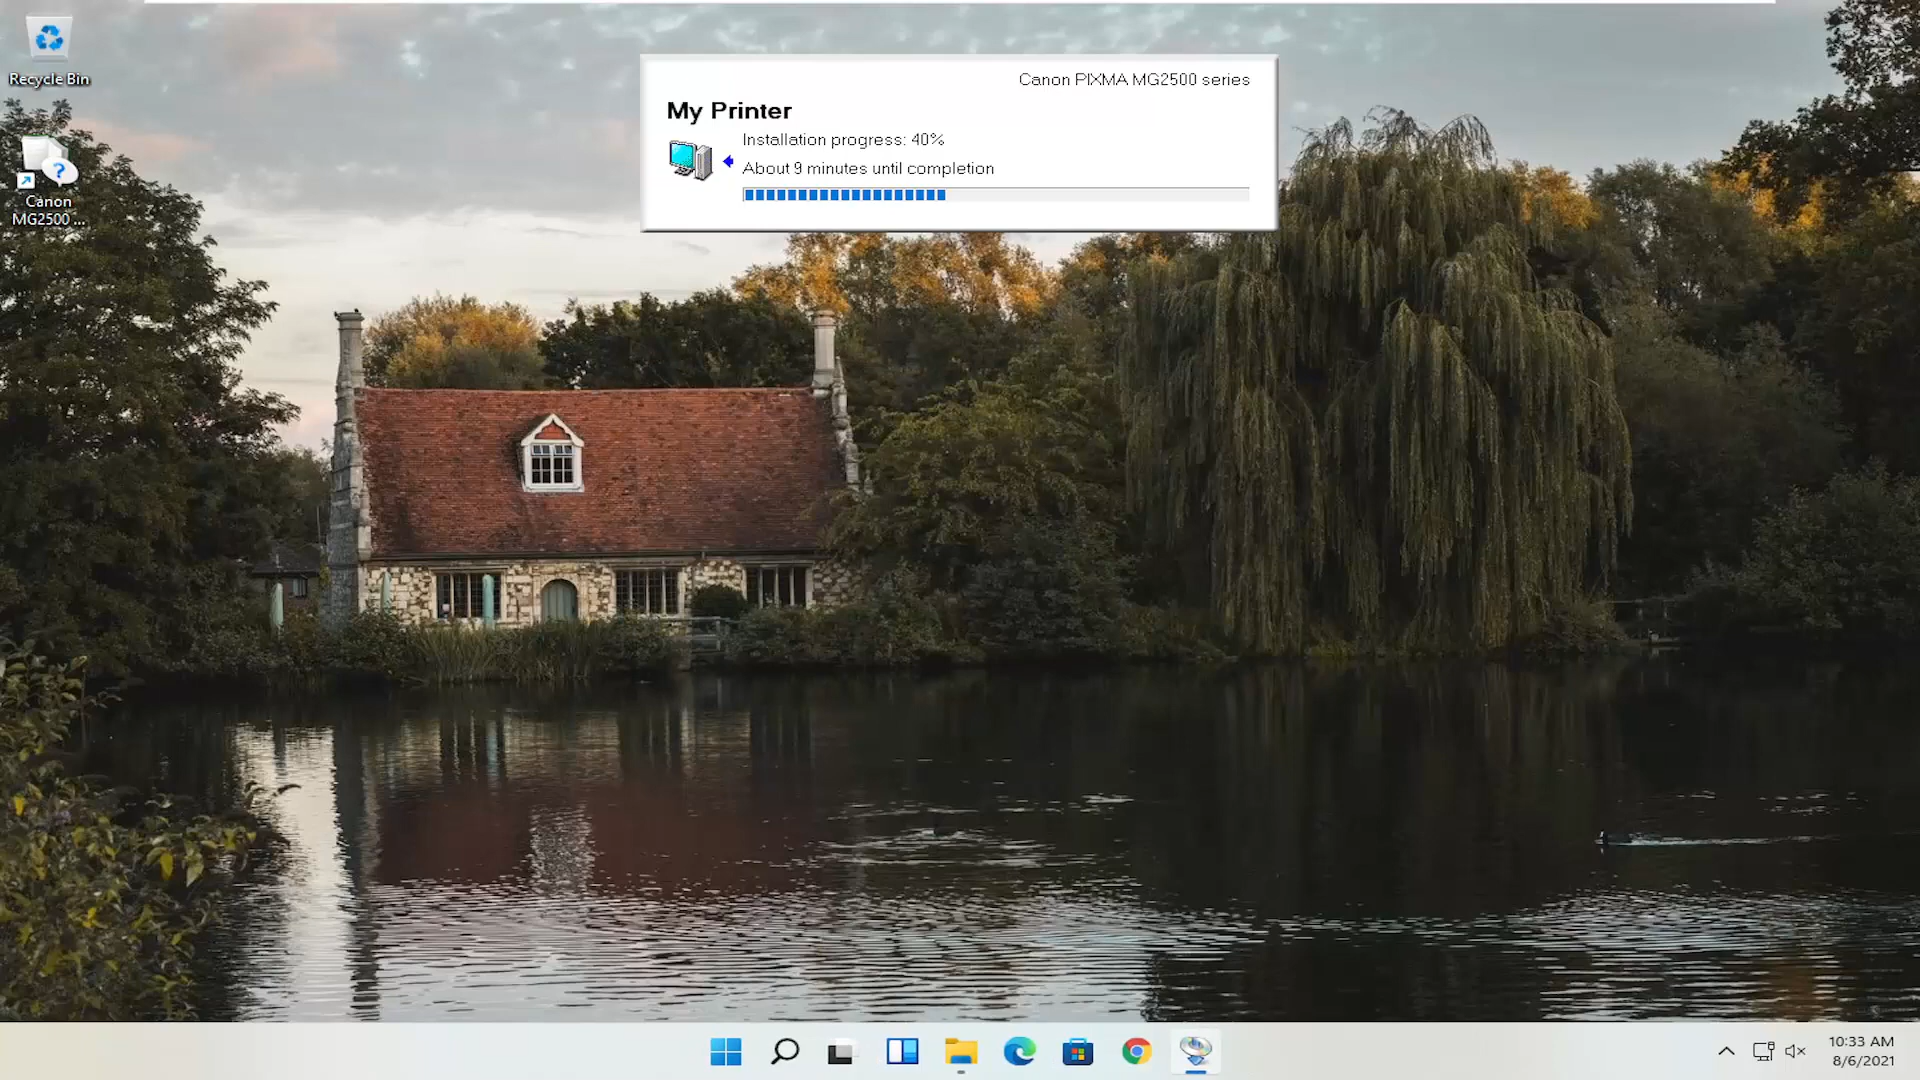 Recycle Bin
Canon
MG2500 ...
Canon PIXMA MG2500 series
My Printer
Installation progress: 40%
About 9 minutes until completion
10:33 AM
8/6/2021